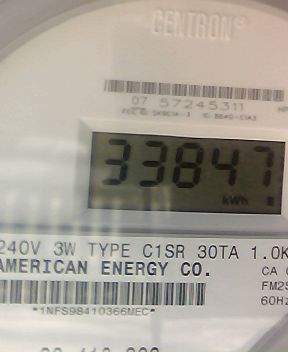 CENTRON®
07 57245311
33847
kWh
240V 3W TYPE C1SR 30TA 1.0K
AMERICAN ENERGY CO.
CA
FM2S
60Hz
*1NFS98410366MEC*